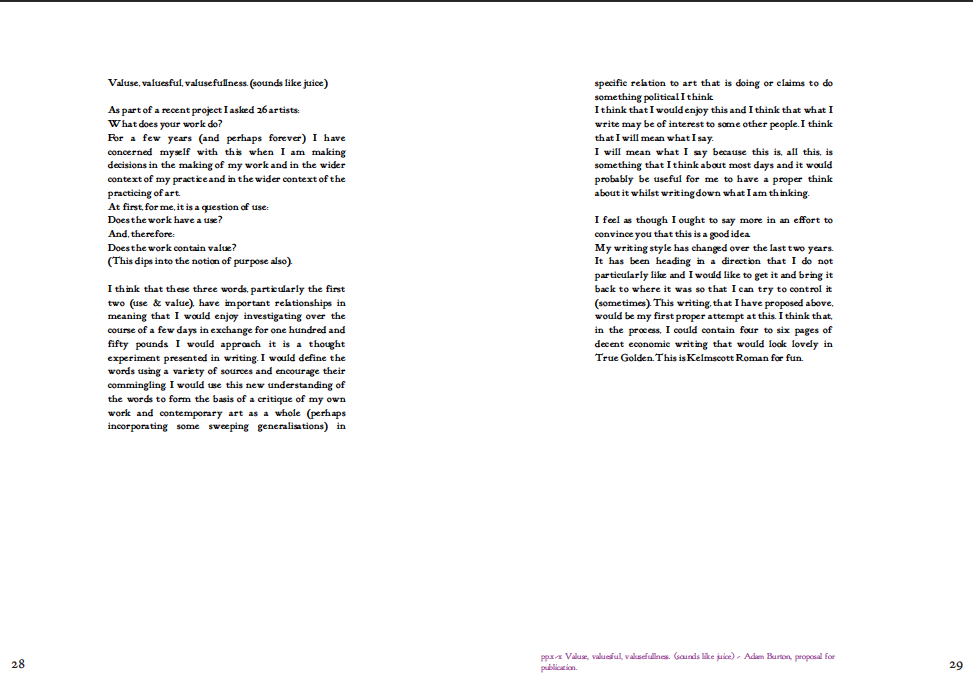 Valuse, valuesful, valusefullness. (sounds like juice)
As part of a recent project I asked 26 artists:
What does your work do?
For a few years (and perhaps forever) I have
concerned myself with this when I am making
decisions in the making of my work and in the wider
context of my practice and in the wider context of the
practicing of art.
At first, for me, it is a question of use:
Does the work have a use?
And, therefore:
Does the work contain value?
(This dips into the notion of purpose also).
I think that these three words, particularly the first
two (use & value), have important relationships in
meaning that I would enjoy investigating over the
course of a few days in exchange for one hundred and
fifty pounds. I would approach it is a thought
experiment presented in writing. I would define the
words using a variety of sources and encourage their
commingling. I would use this new understanding of
the words to form the basis of a critique of my own
work and contemporary art as a whole (perhaps
incorporating some sweeping generalisations) in
28
specific relation to art that is doing or claims to do
something political I think.
I think that I would enjoy this and I think that what I
write may be of interest to some other people. I think
that I will mean what I say.
I will mean what I say because this is, all this, is
something that I think about most days and it would
probably be useful for me to have a proper think
about it whilst writing down what I am thinking.
I feel as though I ought to say more in an effort to
convince you that this is a good idea.
My writing style has changed over the last two years.
It has been heading in a direction that I do not
particularly like and I would like to get it and bring it
back to where it was so that I can try to control it
(sometimes). This writing, that I have proposed above,
would be my first proper attempt at this. I think that,
in the process, I could contain four to six pages of
decent economic writing that would look lovely in
True Golden. This is Kelmscott Roman for fun.
pp.x-x Valuse, valuesful, valusefullness. (sounds like juice) - Adam Burton, proposal for
publication.
29